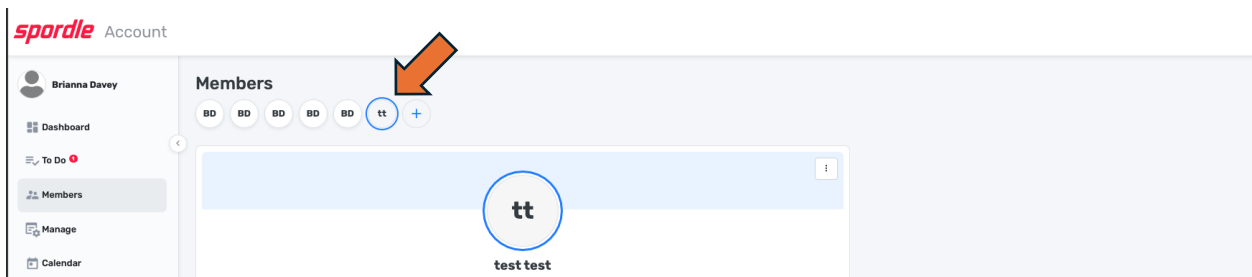 spordle Account
Brianna Davey
Dashboard
To Do
Members
Manage
Calendar
Members
BD BD BD BD BD tt +
tt
test test